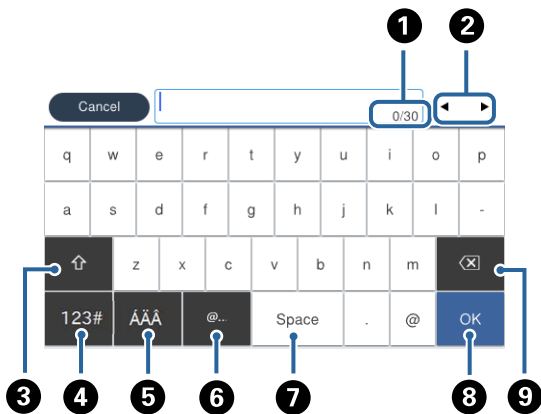 1 2
Cancel 0/30
q w e r t y u i o p
a s d f g h j k l -
z x c v b n m
123# ÁÄÂ @... Space . @ OK
3 4 5 6 7 8 9